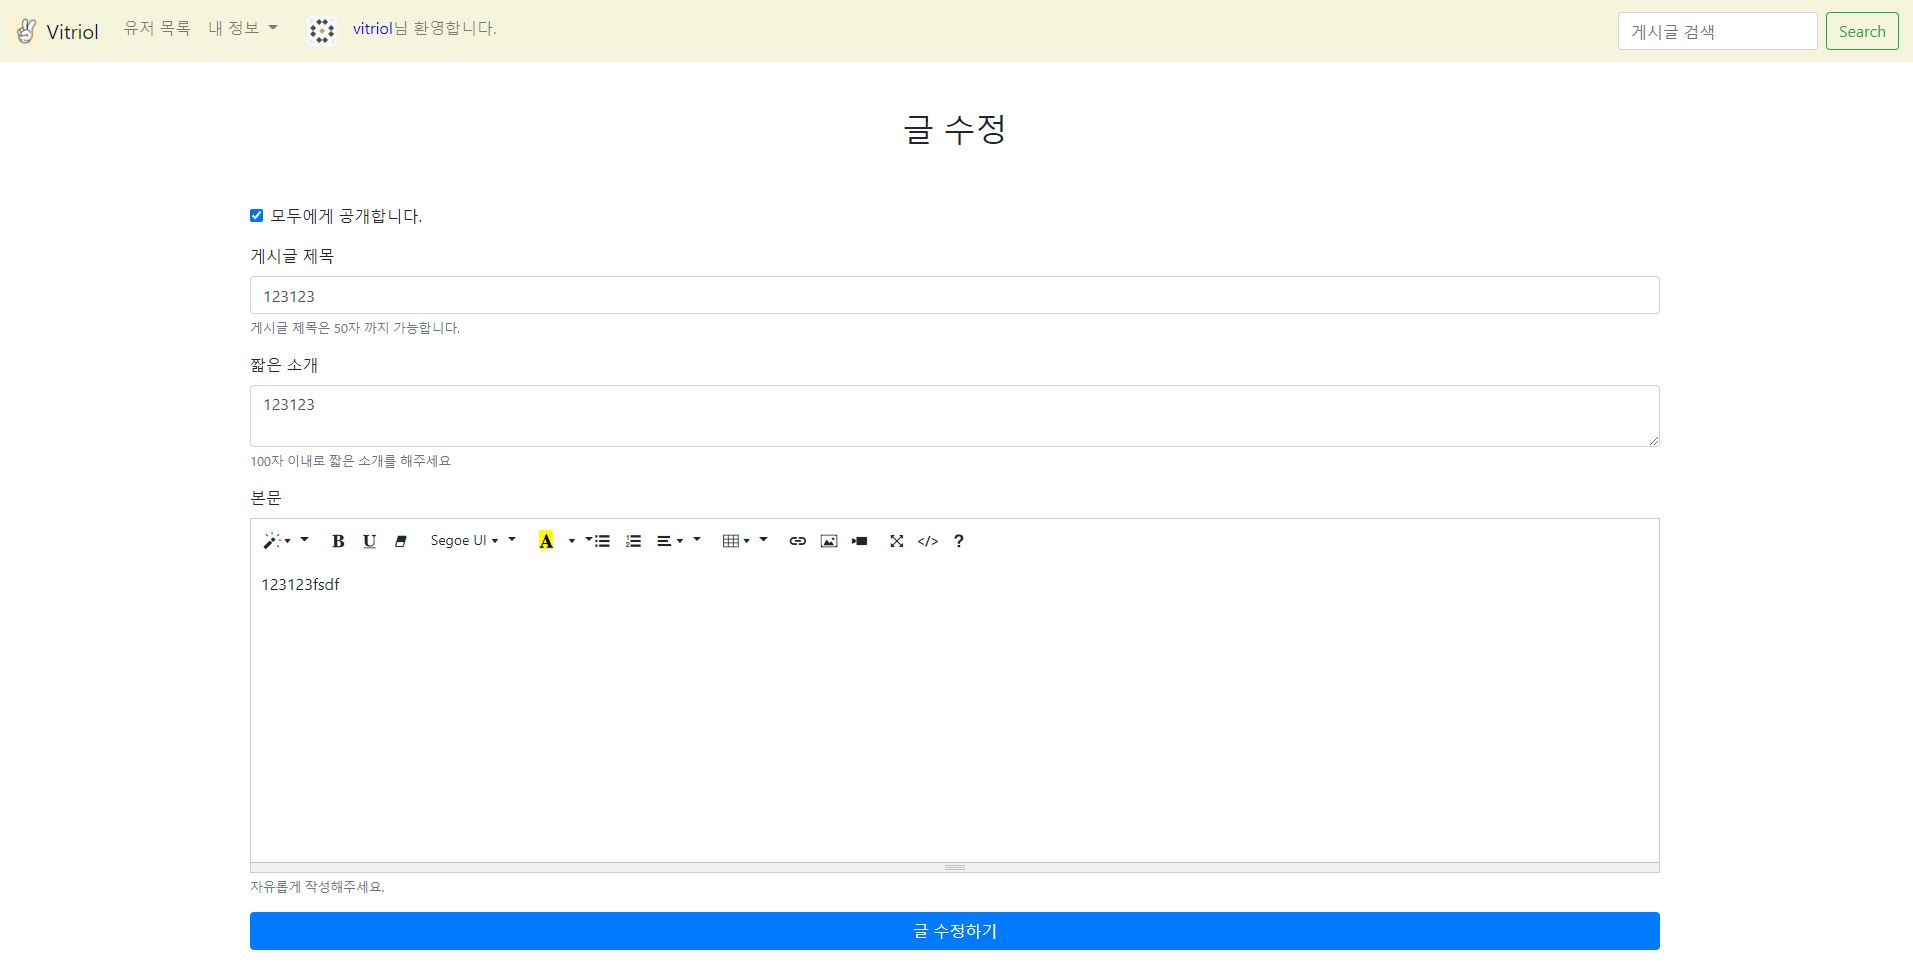 Vitriol 유저 목록 내 정보 vitriol님 환영합니다. 게시글 검색 Search
글 수정
모두에게 공개합니다.
게시글 제목
123123
게시글 제목은 50자 까지 가능합니다.
짧은 소개
123123
100자 이내로 짧은 소개를 해주세요
본문
B U Segoe UI A </> ?
123123fsdf
자유롭게 작성해주세요.
글 수정하기